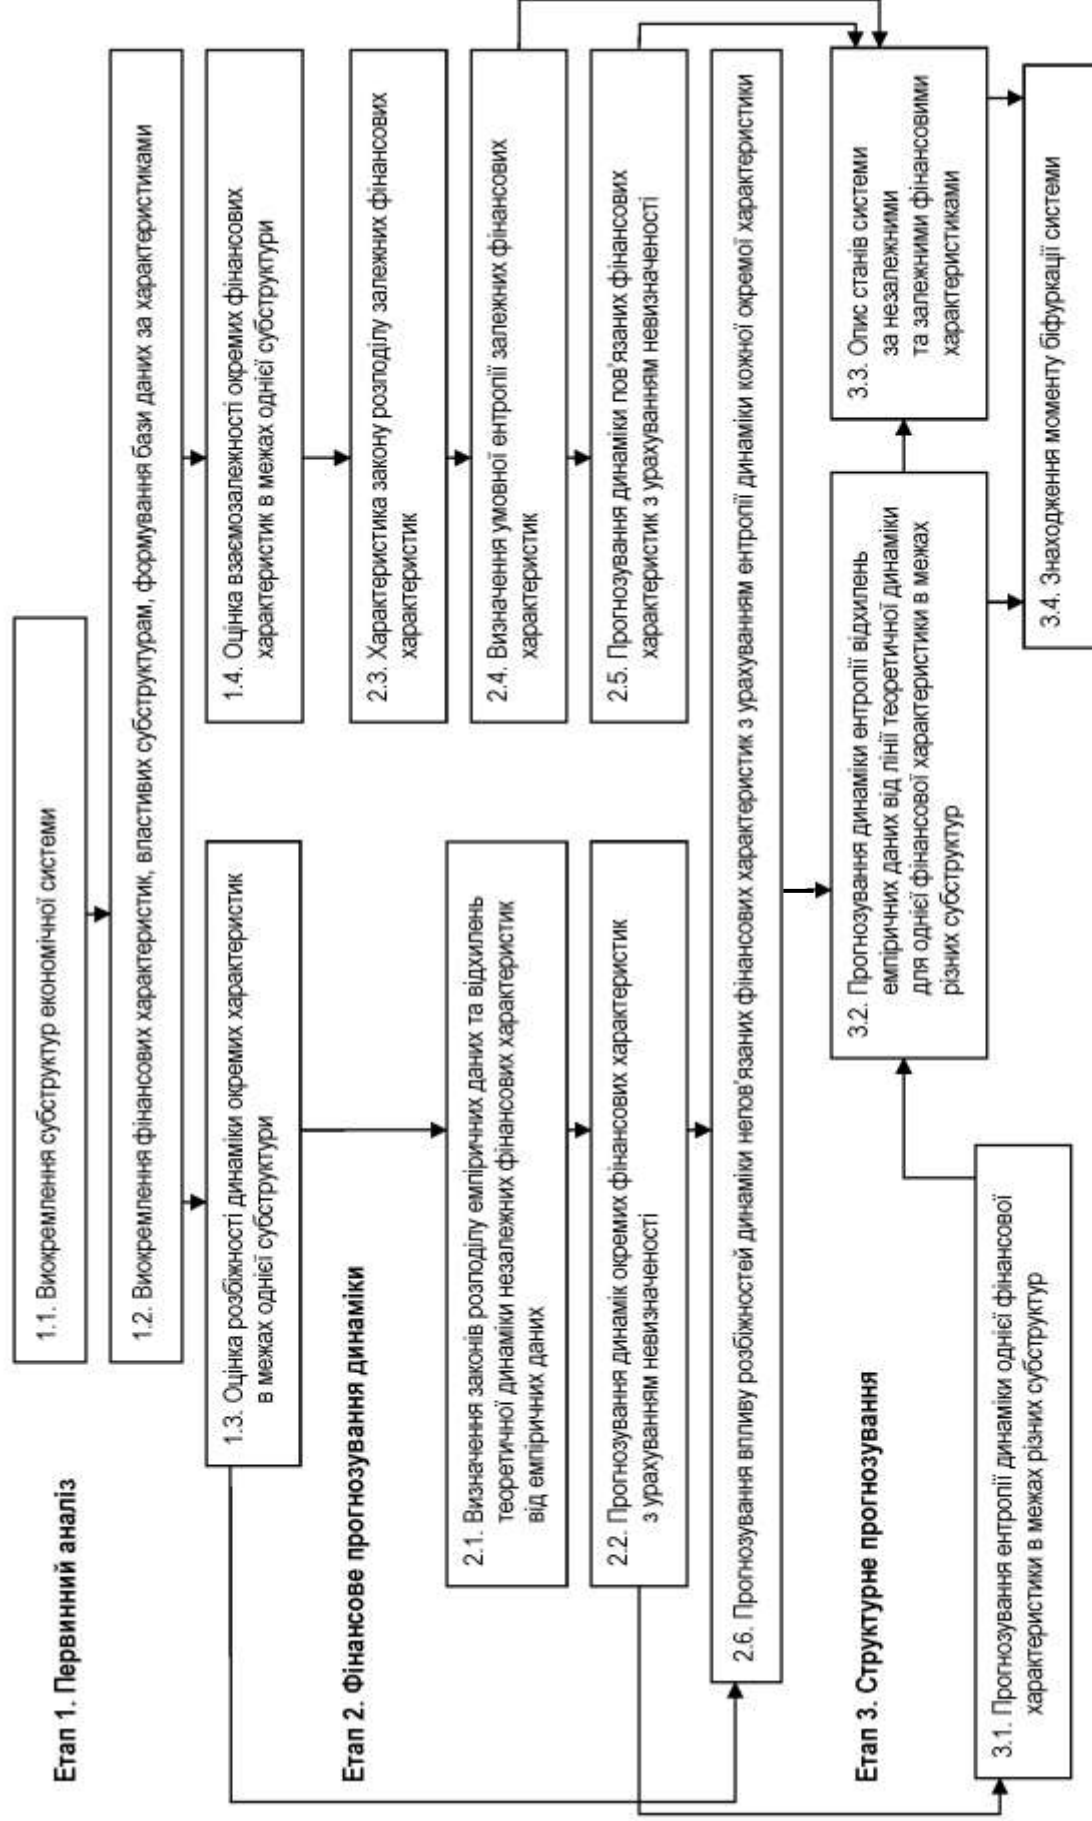 Етап 1. Первинний аналіз
1.1. Виокремлення субструктур економічної системи
1.2. Виокремлення фінансових характеристик, властивих субструктурам, формування бази даних за характеристиками
1.3. Оцінка розбіжності динаміки окремих характеристик
в межах однієї субструктури
1.4. Оцінка взаємозалежності окремих фінансових
характеристик в межах однієї субструктури
Етап 2. Фінансове прогнозування динаміки
2.1. Визначення законів розподілу емпіричних даних та відхилень
теоретичної динаміки незалежних фінансових характеристик
від емпіричних даних
2.2. Прогнозування динамік окремих фінансових характеристик
з урахуванням невизначеності
2.3. Характеристика закону розподілу залежних фінансових
характеристик
2.4. Визначення умовної ентропії залежних фінансових
характеристик
2.5. Прогнозування динаміки пов'язаних фінансових
характеристик з урахуванням невизначеності
2.6. Прогнозування впливу розбіжностей динаміки непов'язаних фінансових характеристик з урахуванням ентропії динаміки кожної окремої характеристики
Етап 3. Структурне прогнозування
3.1. Прогнозування ентропії динаміки однієї фінансової
характеристики в межах різних субструктур
3.2. Прогнозування динаміки ентропії відхилень
емпіричних даних від лінії теоретичної динаміки
для однієї фінансової характеристики в межах
різних субструктур
3.3. Опис станів системи
за незалежними
та залежними фінансовими
характеристиками
3.4. Знаходження моменту біфуркації системи